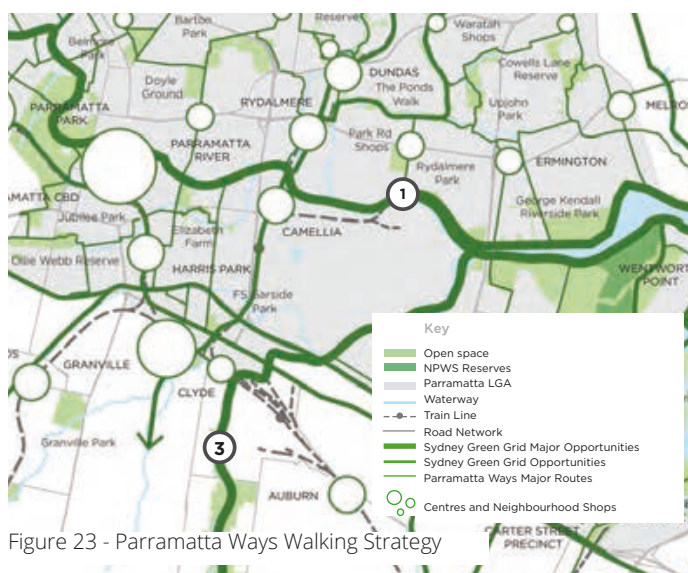 Reserve
Barton
Park
Waratah
Shops
Belmore
Park
DUNDAS
Cowells Lane
Reserve
Doyle
Ground
The Ponds
Walk
PARRAMATTA
PARK
RYDALMERE
Upjohn
Park
PARRAMATTA
RIVER
Park Rd
Shops
ERMINGTON
Rydalmere
Park
1
George Kendall
Riverside Park
Jubilee Park
Elizabeth
Farm
CAMELLIA
Ollie Webb Reserve
HARRIS PARK
WENTWORTH
POINT
FS Garside
Park
GRANVILLE
CLYDE
Granville Park
3
AUBURN
Key
Open space
NPWS Reserves
Parramatta LGA
Waterway
Train Line
Road Network
Sydney Green Grid Major Opportunities
Sydney Green Grid Opportunities
Parramatta Ways Major Routes
Centres and Neighbourhood Shops
CARTER STREET
PRECINCT
Figure 23 - Parramatta Ways Walking Strategy